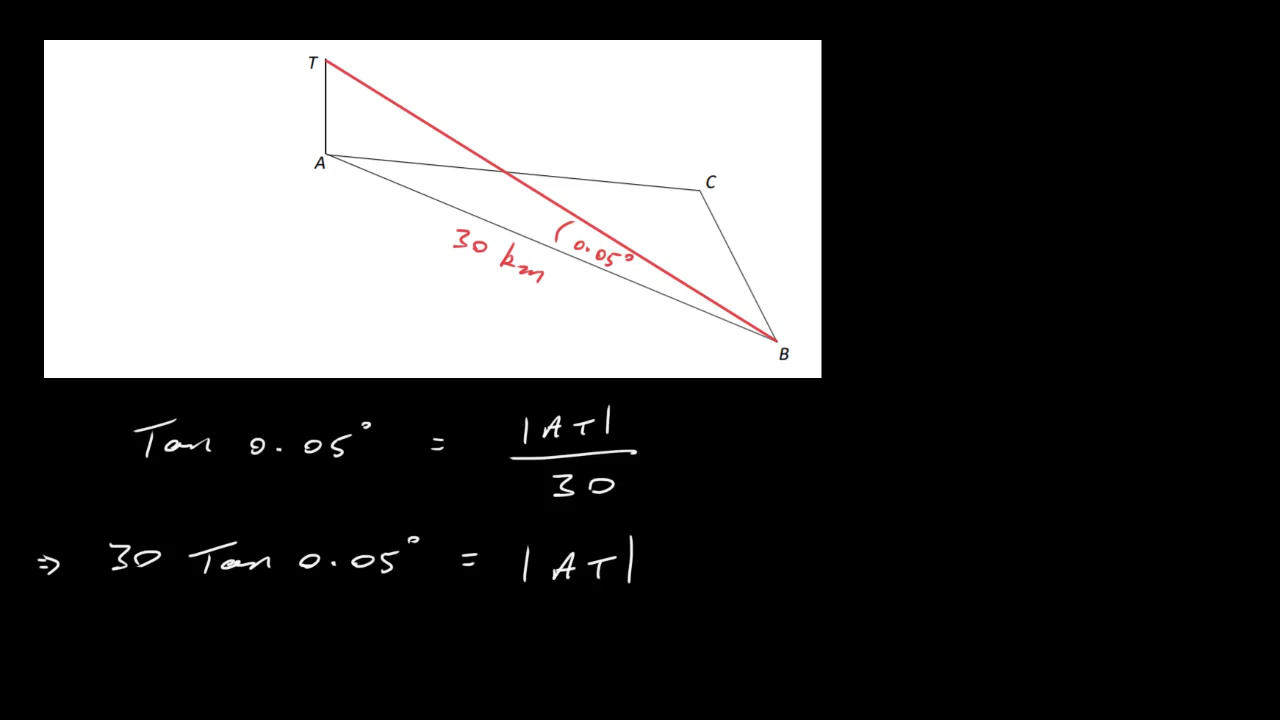 T
A
C
30 km
0.05°
B
Tan 0.05° = |AT| / 30
⇒ 30 Tan 0.05° = |AT|